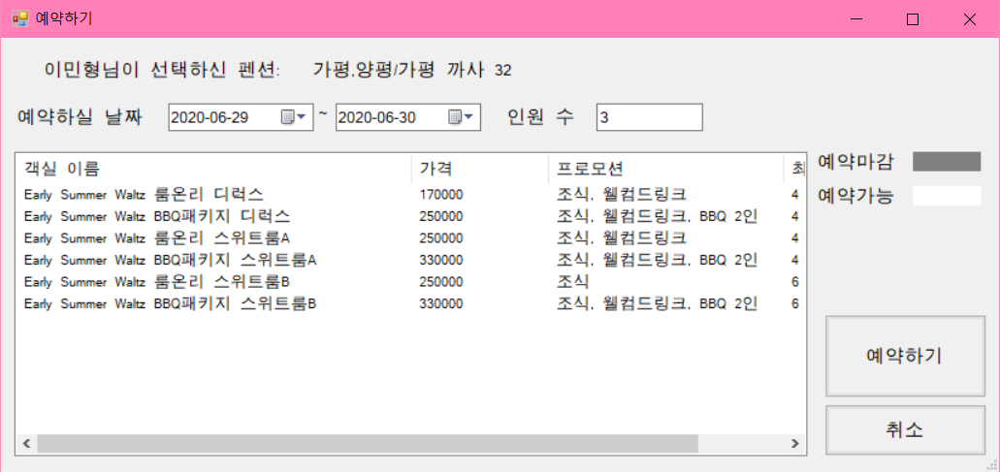 예약하기
이민형님이 선택하신 펜션: 가평.양평/가평 까사 32
예약하실 날짜 2020-06-29 ~ 2020-06-30 인원 수 3
객실 이름 가격 프로모션 최
Early Summer Waltz 룸온리 디럭스 170000 조식, 웰컴드링크 4
Early Summer Waltz BBQ패키지 디럭스 250000 조식, 웰컴드링크, BBQ 2인 4
Early Summer Waltz 룸온리 스위트룸A 250000 조식, 웰컴드링크 4
Early Summer Waltz BBQ패키지 스위트룸A 330000 조식, 웰컴드링크, BBQ 2인 4
Early Summer Waltz 룸온리 스위트룸B 250000 조식 6
Early Summer Waltz BBQ패키지 스위트룸B 330000 조식, 웰컴드링크, BBQ 2인 6
예약마감
예약가능
예약하기
취소